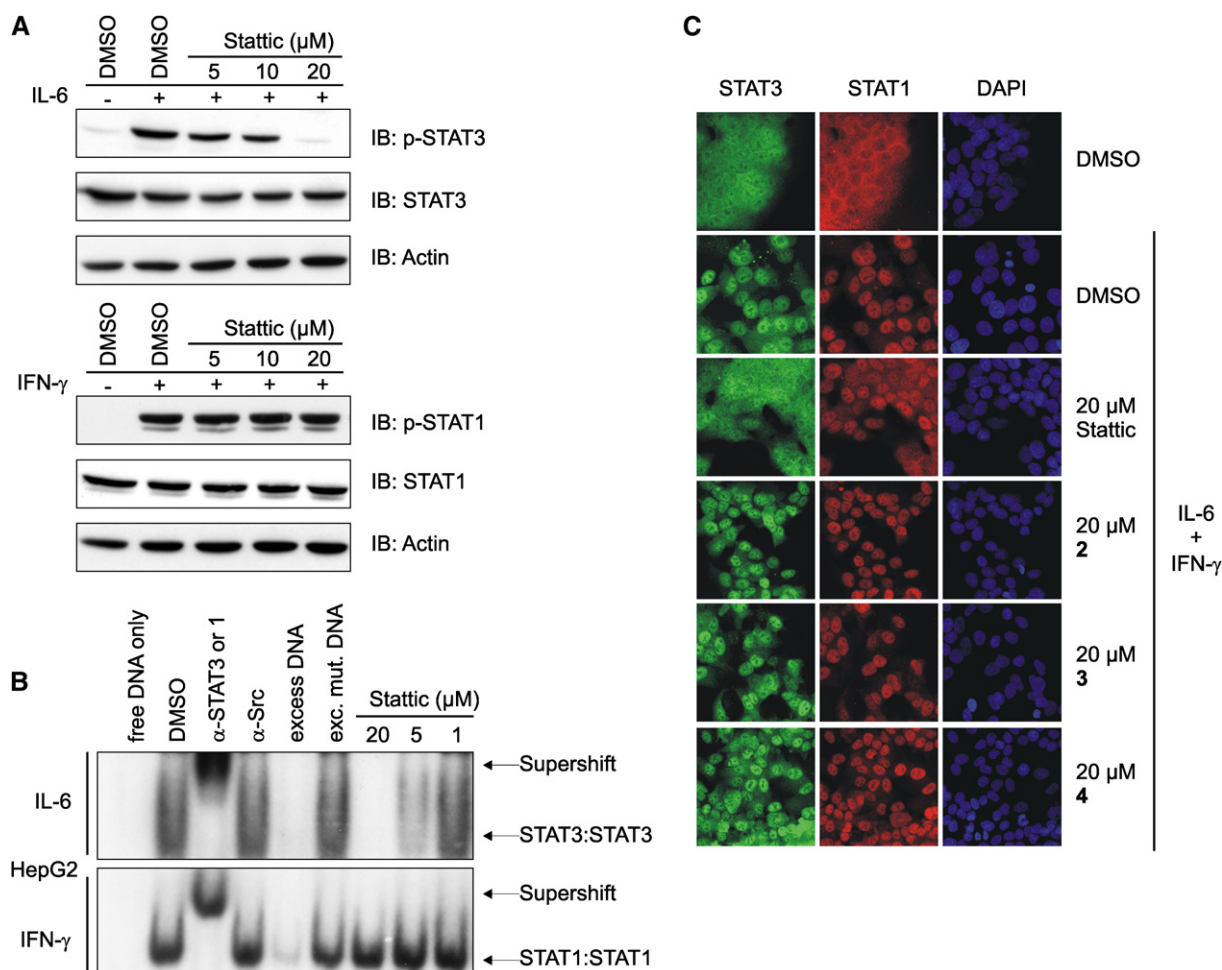 A
DMSO
DMSO
Stattic (µM)
5 10 20
IL-6 - + + + +
IB: p-STAT3
IB: STAT3
IB: Actin
DMSO
DMSO
Stattic (µM)
5 10 20
IFN-γ - + + + +
IB: p-STAT1
IB: STAT1
IB: Actin
B
free DNA only
DMSO
α-STAT3 or 1
α-Src
excess DNA
exc. mut. DNA
Stattic (µM)
20 5 1
IL-6
Supershift
STAT3:STAT3
HepG2
IFN-γ
Supershift
STAT1:STAT1
C
STAT3 STAT1 DAPI
DMSO
DMSO
20 µM
Stattic
20 µM
2
20 µM
3
20 µM
4
IL-6
+
IFN-γ